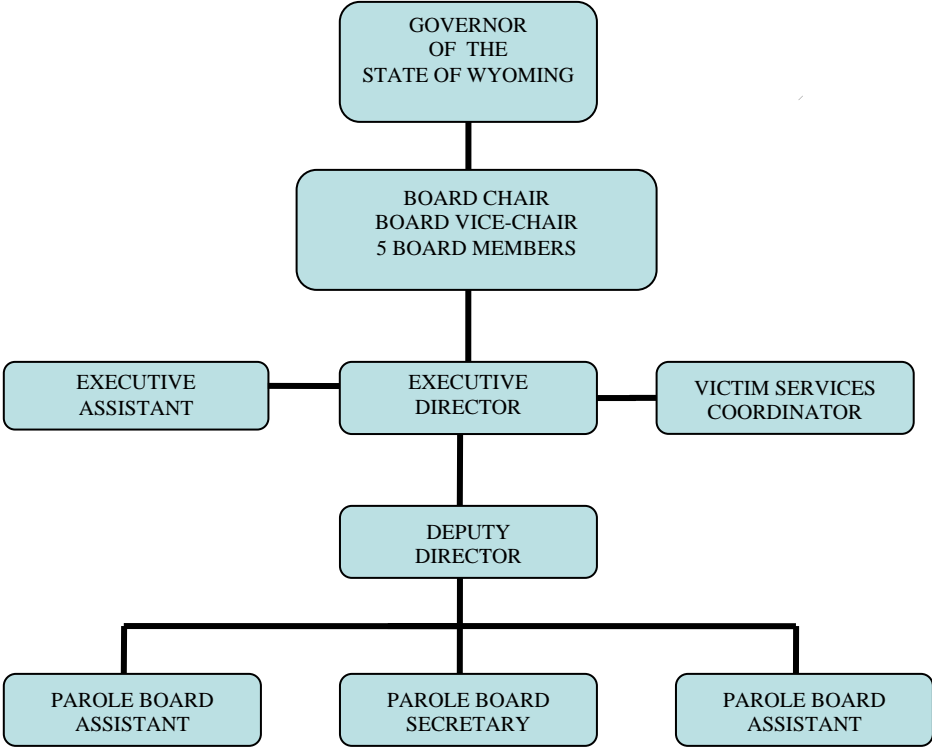 GOVERNOR
OF THE
STATE OF WYOMING
BOARD CHAIR
BOARD VICE-CHAIR
5 BOARD MEMBERS
EXECUTIVE
ASSISTANT
EXECUTIVE
DIRECTOR
VICTIM SERVICES
COORDINATOR
DEPUTY
DIRECTOR
PAROLE BOARD
ASSISTANT
PAROLE BOARD
SECRETARY
PAROLE BOARD
ASSISTANT